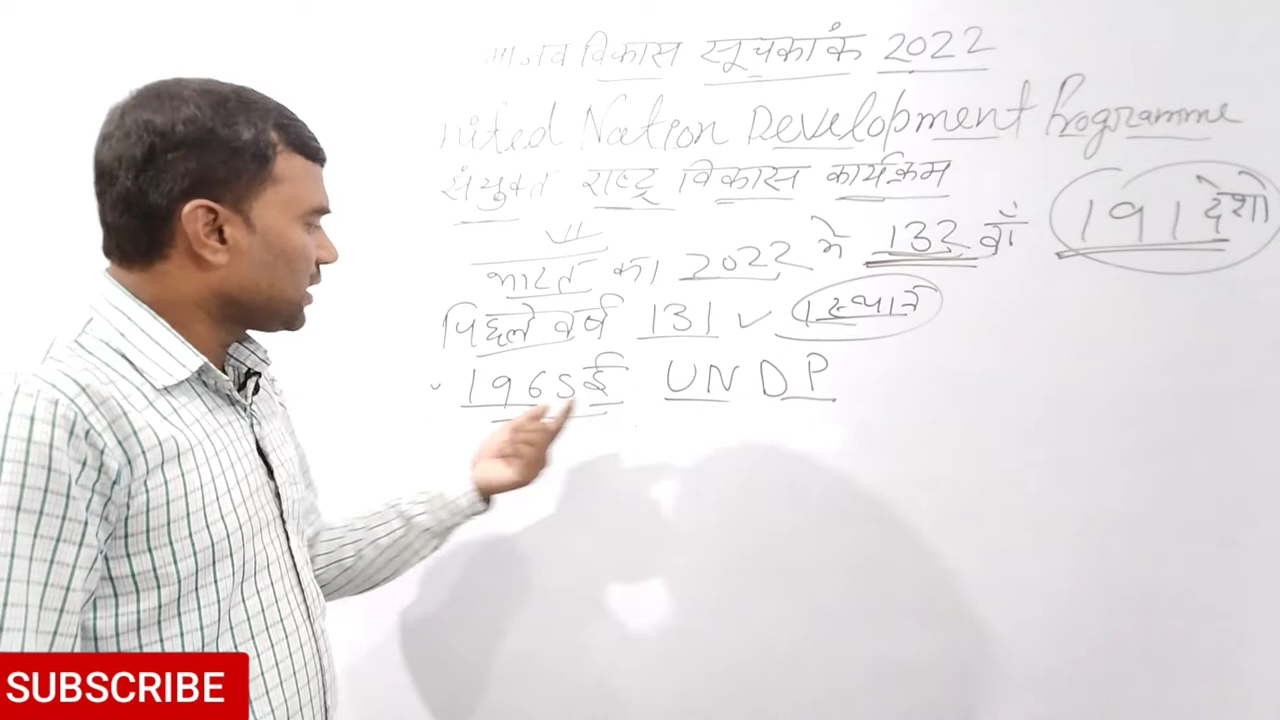 मानव विकास सूचकांक 2022
nited Nation Development Programme
संयुक्त राष्ट्र विकास कार्यक्रम
भारत का 2022 में 132 वाँ 191 देशो
पिछले वर्ष 131 1 स्थान
1965 ई UNDP
SUBSCRIBE